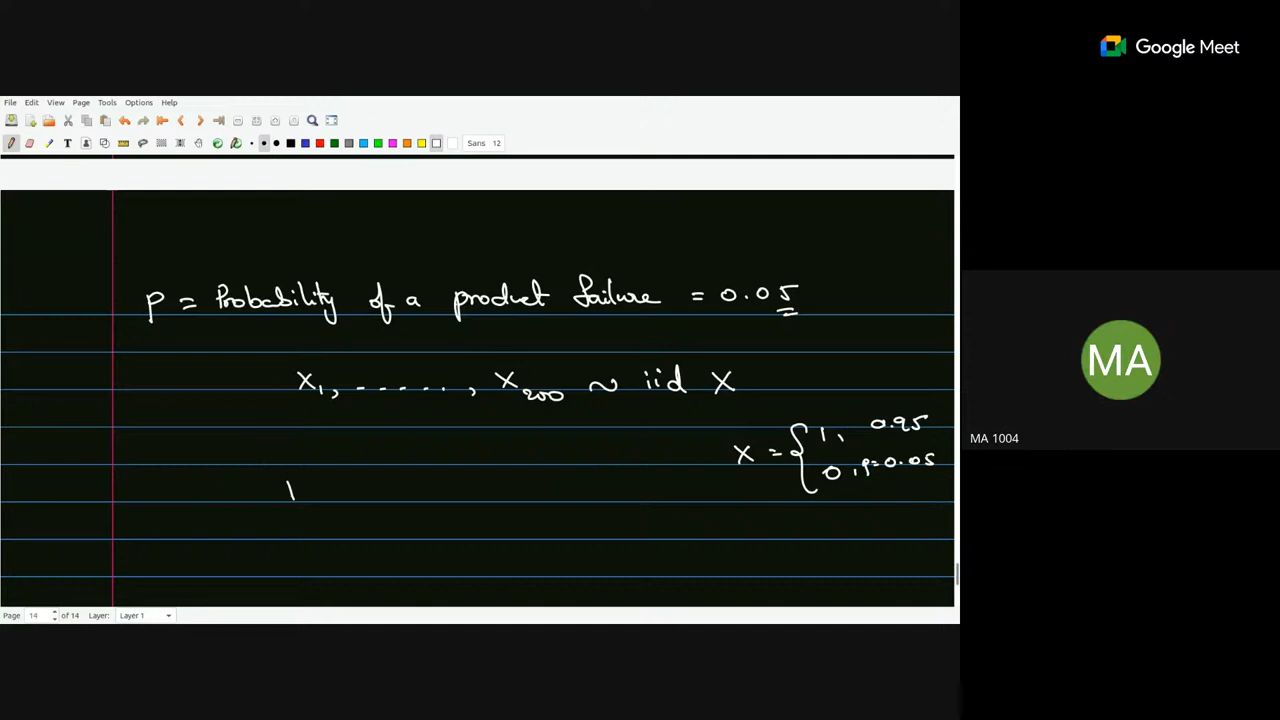 Google Meet
File Edit View Page Tools Options Help
Sans 12
p = Probability of a product failure = 0.05
X1, ------, X200 ~ iid X
X = { 1, 0.95
0, p=0.05
MA
MA 1004
Page 14 of 14 Layer: Layer 1